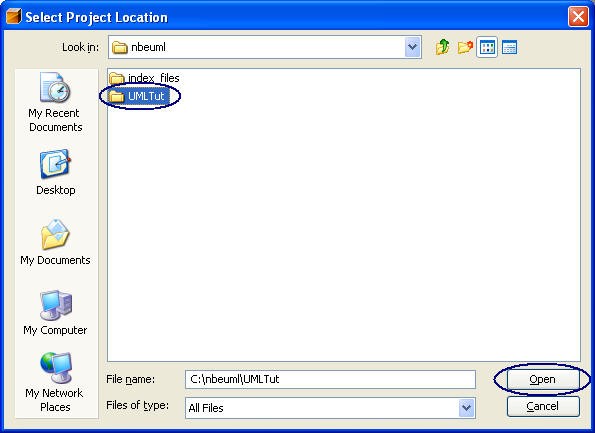 Select Project Location
Look in: nbeuml
index_files
UMLTut
My Recent
Documents
Desktop
My Documents
My Computer
My Network
Places
File name: C:\nbeuml\UMLTut Open
Files of type: All Files Cancel